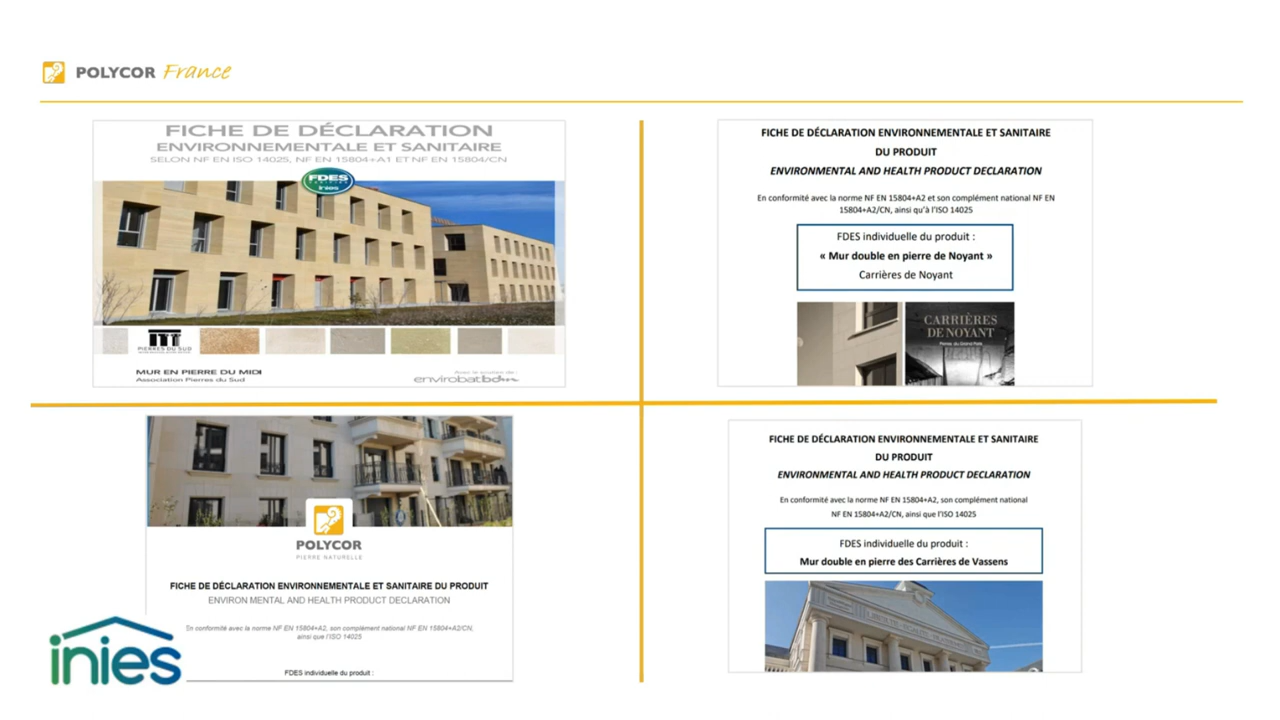 POLYCOR France
FICHE DE DÉCLARATION
ENVIRONNEMENTALE ET SANITAIRE
SELON NF EN ISO 14025, NF EN 15804+A1 ET NF EN 15804/CN
FDES
inies
PIERRES DU SUD
MUR EN PIERRE DU MIDI
Association Pierres du Sud
Avec le soutien de :
envirobatbdm
FICHE DE DÉCLARATION ENVIRONNEMENTALE ET SANITAIRE
DU PRODUIT
ENVIRONMENTAL AND HEALTH PRODUCT DECLARATION
En conformité avec la norme NF EN 15804+A2 et son complément national NF EN
15804+A2/CN, ainsi qu'à l'ISO 14025
FDES individuelle du produit :
« Mur double en pierre de Noyant »
Carrières de Noyant
CARRIÈRES
DE NOYANT
Pierres du Grand Paris
POLYCOR
PIERRE NATURELLE
FICHE DE DÉCLARATION ENVIRONNEMENTALE ET SANITAIRE DU PRODUIT
ENVIRON MENTAL AND HEALTH PRODUCT DECLARATION
En conformité avec la norme NF EN 15804+A2, son complément national NF EN 15804+A2/CN,
ainsi que l'ISO 14025
FDES individuelle du produit :
inies
FICHE DE DÉCLARATION ENVIRONNEMENTALE ET SANITAIRE
DU PRODUIT
ENVIRONMENTAL AND HEALTH PRODUCT DECLARATION
En conformité avec la norme NF EN 15804+A2, son complément national
NF EN 15804+A2/CN, ainsi que l'ISO 14025
FDES individuelle du produit :
Mur double en pierre des Carrières de Vassens